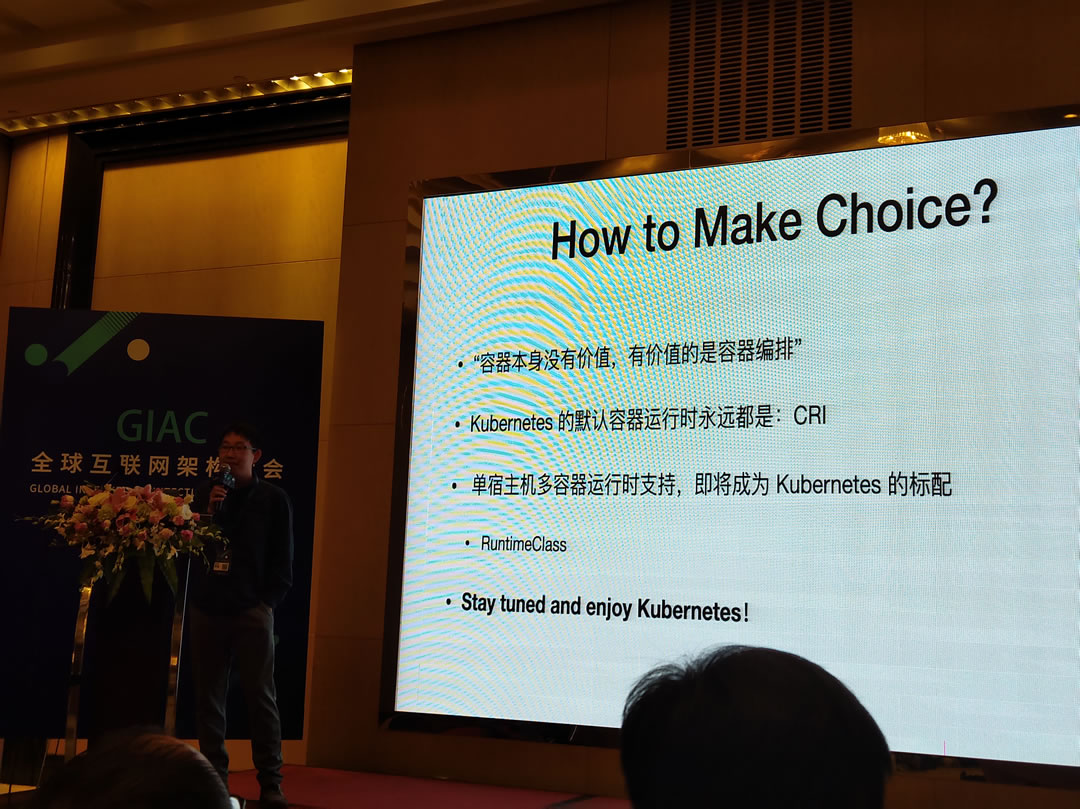 How to Make Choice?
“容器本身没有价值，有价值的是容器编排”
Kubernetes 的默认容器运行时永远都是：CRI
单宿主机多容器运行时支持，即将成为 Kubernetes 的标配
RuntimeClass
Stay tuned and enjoy Kubernetes！
GIAC
全球互联网架构 会
GLOBAL